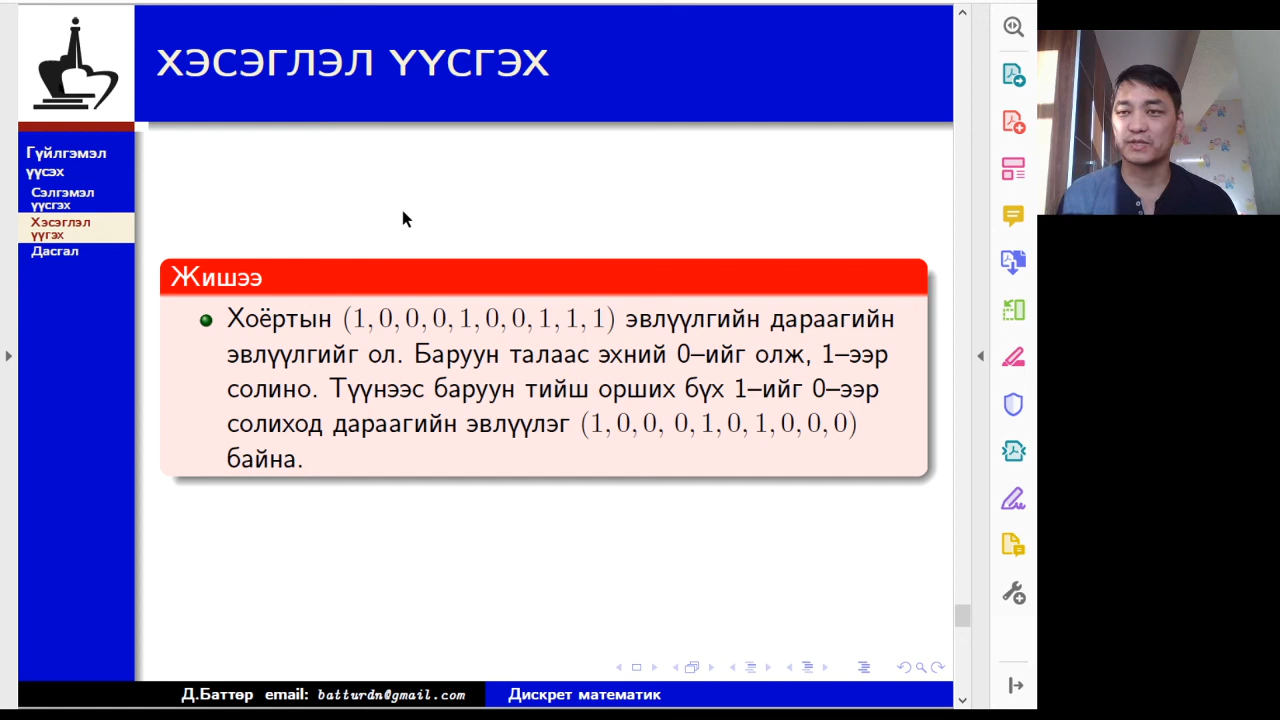 ХЭСЭГЛЭЛ ҮҮСГЭХ
Гүйлгэмэл
үүсэх
Сэлгэмэл
үүсгэх
Хэсэглэл
үүгэх
Дасгал
Жишээ
Хоёртын (1, 0, 0, 0, 1, 0, 0, 1, 1, 1) эвлүүлгийн дараагийн
эвлүүлгийг ол. Баруун талаас эхний 0–ийг олж, 1–ээр
солино. Түүнээс баруун тийш орших бүх 1–ийг 0–ээр
солиход дараагийн эвлүүлэг (1, 0, 0, 0, 1, 0, 1, 0, 0, 0)
байна.
Д.Баттөр email: batturdn@gmail.com
Дискрет математик